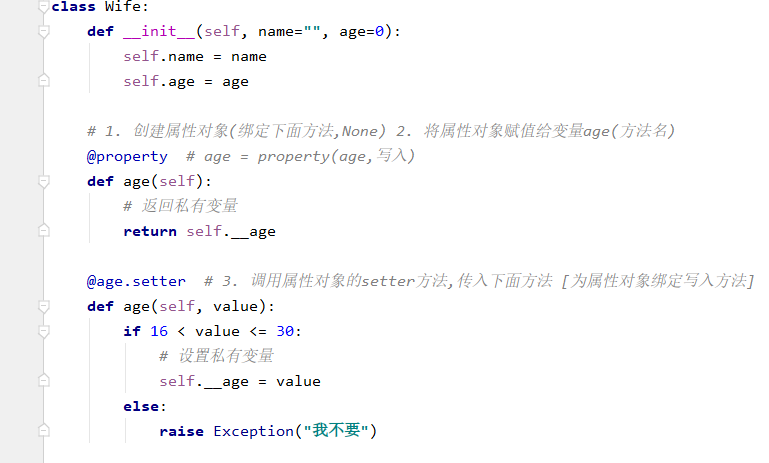 class Wife:
    def __init__(self, name="", age=0):
        self.name = name
        self.age = age

    # 1. 创建属性对象(绑定下面方法,None) 2. 将属性对象赋值给变量age(方法名)
    @property  # age = property(age,写入)
    def age(self):
        # 返回私有变量
        return self.__age

    @age.setter  # 3. 调用属性对象的setter方法,传入下面方法 [为属性对象绑定写入方法]
    def age(self, value):
        if 16 < value <= 30:
            # 设置私有变量
            self.__age = value
        else:
            raise Exception("我不要")